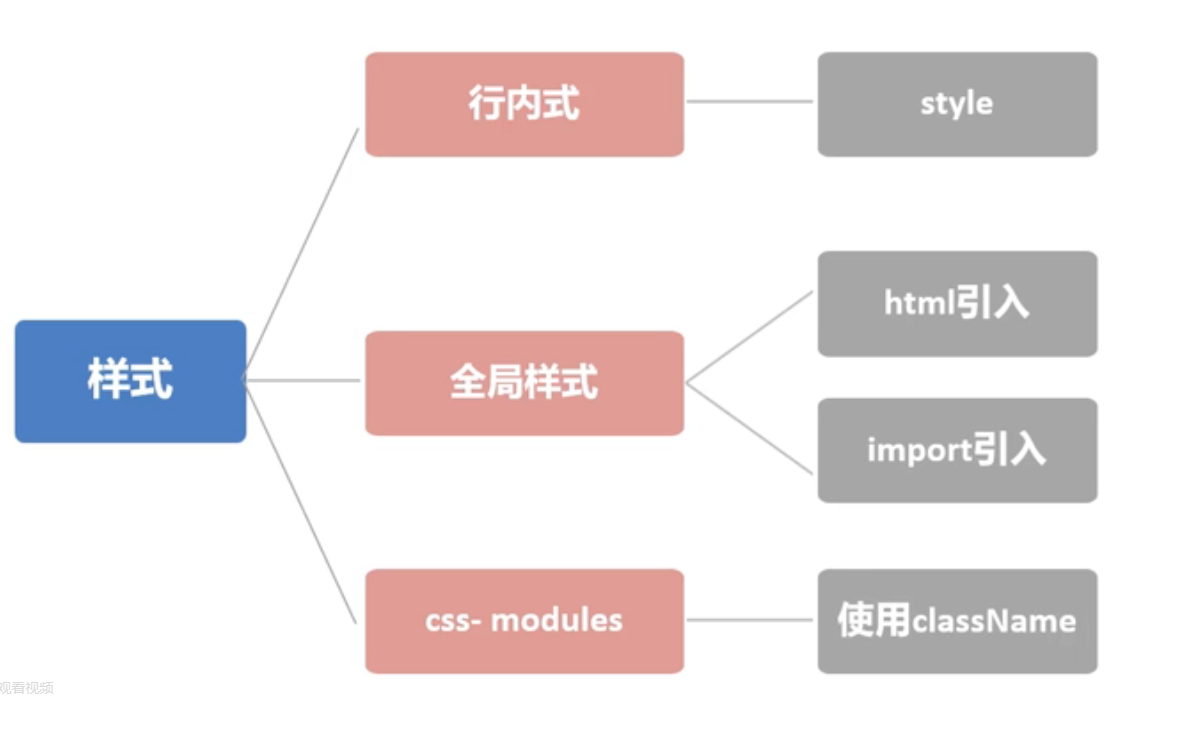 样式
行内式
style
全局样式
html引入
import引入
css- modules
使用className
观看视频